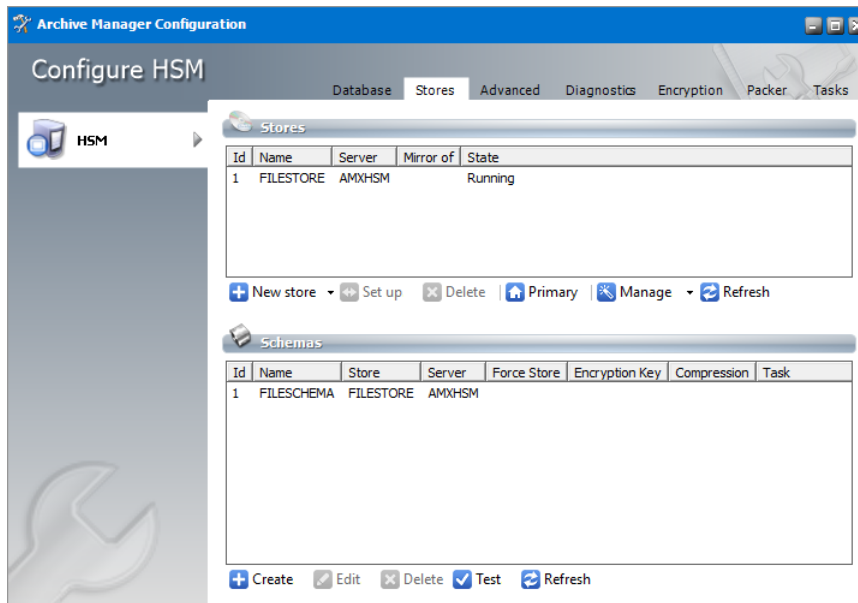 Archive Manager Configuration
Configure HSM
Database Stores Advanced Diagnostics Encryption Packer Tasks
HSM
Stores
Id Name Server Mirror of State
1 FILESTORE AMXHSM Running
New store Set up Delete Primary Manage Refresh
Schemas
Id Name Store Server Force Store Encryption Key Compression Task
1 FILESCHEMA FILESTORE AMXHSM
Create Edit Delete Test Refresh